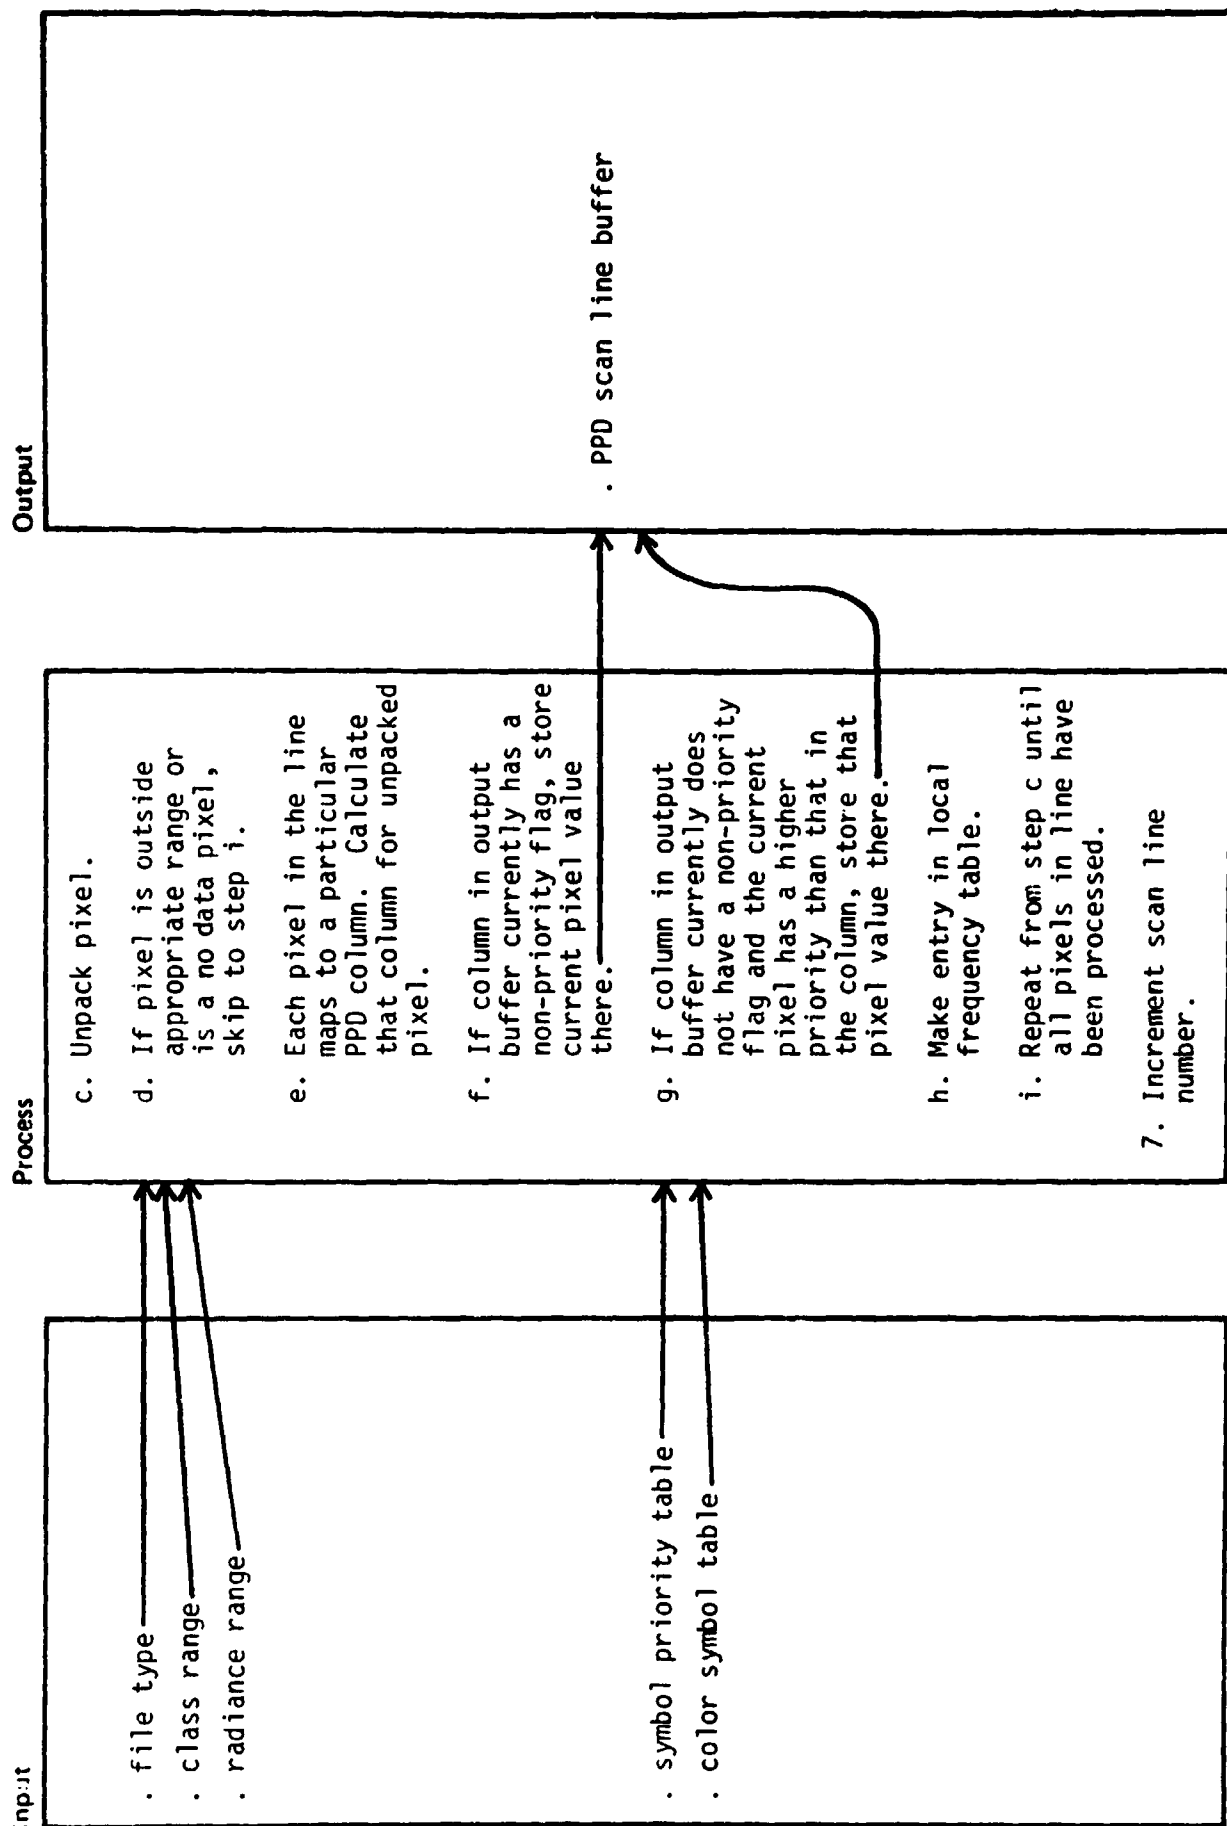 Input
. file type
. class range
. radiance range
. symbol priority table
. color symbol table
Process
c. Unpack pixel.
d. If pixel is outside
appropriate range or
is a no data pixel,
skip to step i.
e. Each pixel in the line
maps to a particular
PPD column. Calculate
that column for unpacked
pixel.
f. If column in output
buffer currently has a
non-priority flag, store
current pixel value
there.
g. If column in output
buffer currently does
not have a non-priority
flag and the current
pixel has a higher
priority than that in
the column, store that
pixel value there.
h. Make entry in local
frequency table.
i. Repeat from step c until
all pixels in line have
been processed.
7. Increment scan line
number.
Output
. PPD scan line buffer